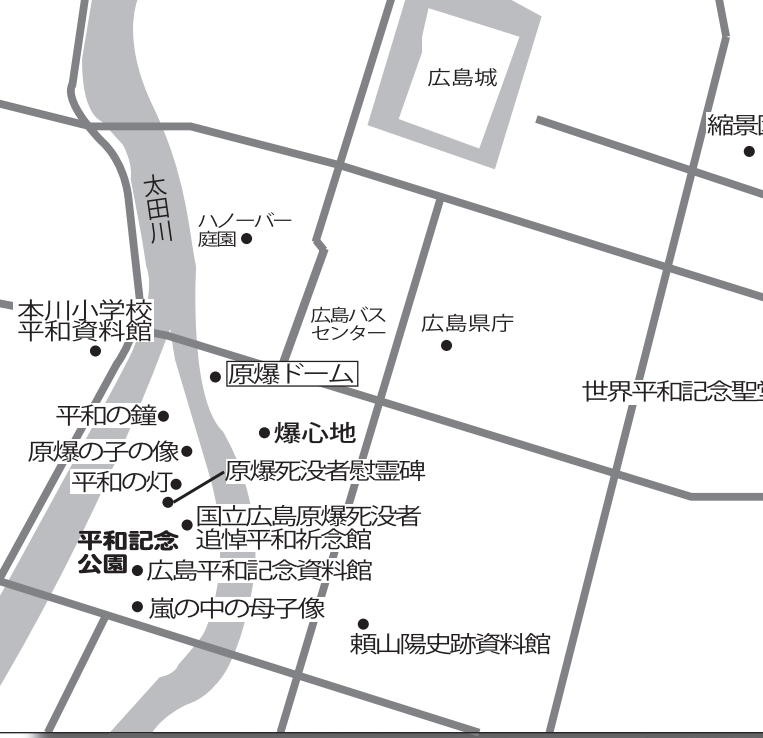 広島城
縮景
太田川
ハノーバー
庭園
本川小学校
平和資料館
広島バス
センター
広島県庁
原爆ドーム
世界平和記念聖
平和の鐘
爆心地
原爆の子の像
原爆死没者慰霊碑
平和の灯
国立広島原爆死没者
追悼平和祈念館
平和記念
公園
広島平和記念資料館
嵐の中の母子像
頼山陽史跡資料館